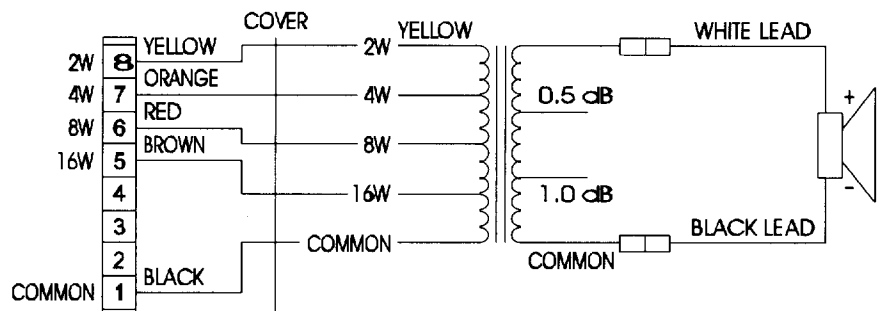 COVER
YELLOW
2W
8
2W
YELLOW
ORANGE
4W
7
4W
RED
8W
6
8W
BROWN
16W
5
16W
4
3
2
COMMON
BLACK
COMMON
1
0.5 dB
1.0 dB
COMMON
WHITE LEAD
+
-
BLACK LEAD